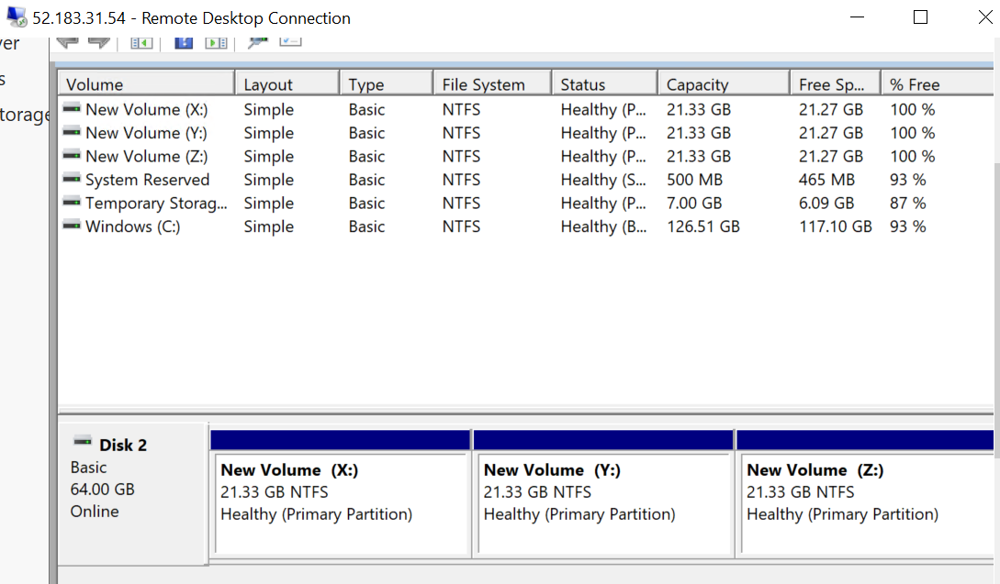 52.183.31.54 - Remote Desktop Connection
ver
s
torage
Volume Layout Type File System Status Capacity Free Sp... % Free
New Volume (X:) Simple Basic NTFS Healthy (P... 21.33 GB 21.27 GB 100 %
New Volume (Y:) Simple Basic NTFS Healthy (P... 21.33 GB 21.27 GB 100 %
New Volume (Z:) Simple Basic NTFS Healthy (P... 21.33 GB 21.27 GB 100 %
System Reserved Simple Basic NTFS Healthy (S... 500 MB 465 MB 93 %
Temporary Storag... Simple Basic NTFS Healthy (P... 7.00 GB 6.09 GB 87 %
Windows (C:) Simple Basic NTFS Healthy (B... 126.51 GB 117.10 GB 93 %
Disk 2
Basic
64.00 GB
Online
New Volume (X:)
21.33 GB NTFS
Healthy (Primary Partition)
New Volume (Y:)
21.33 GB NTFS
Healthy (Primary Partition)
New Volume (Z:)
21.33 GB NTFS
Healthy (Primary Partition)